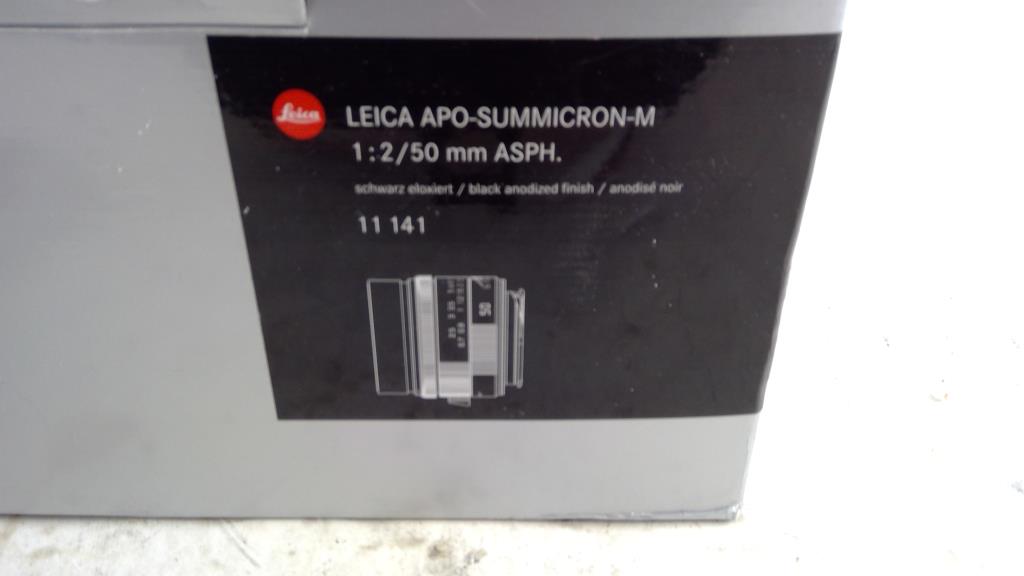 Leica
LEICA APO-SUMMICRON-M
1:2/50 mm ASPH.
schwarz eloxiert / black anodized finish / anodisé noir
11 141
50